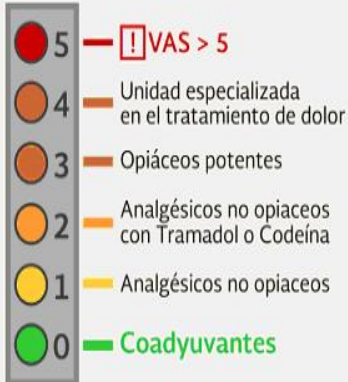 5 ! VAS > 5
4 Unidad especializada
en el tratamiento de dolor
3 Opiáceos potentes
2 Analgésicos no opiaceos
con Tramadol o Codeína
1 Analgésicos no opiaceos
0 Coadyuvantes